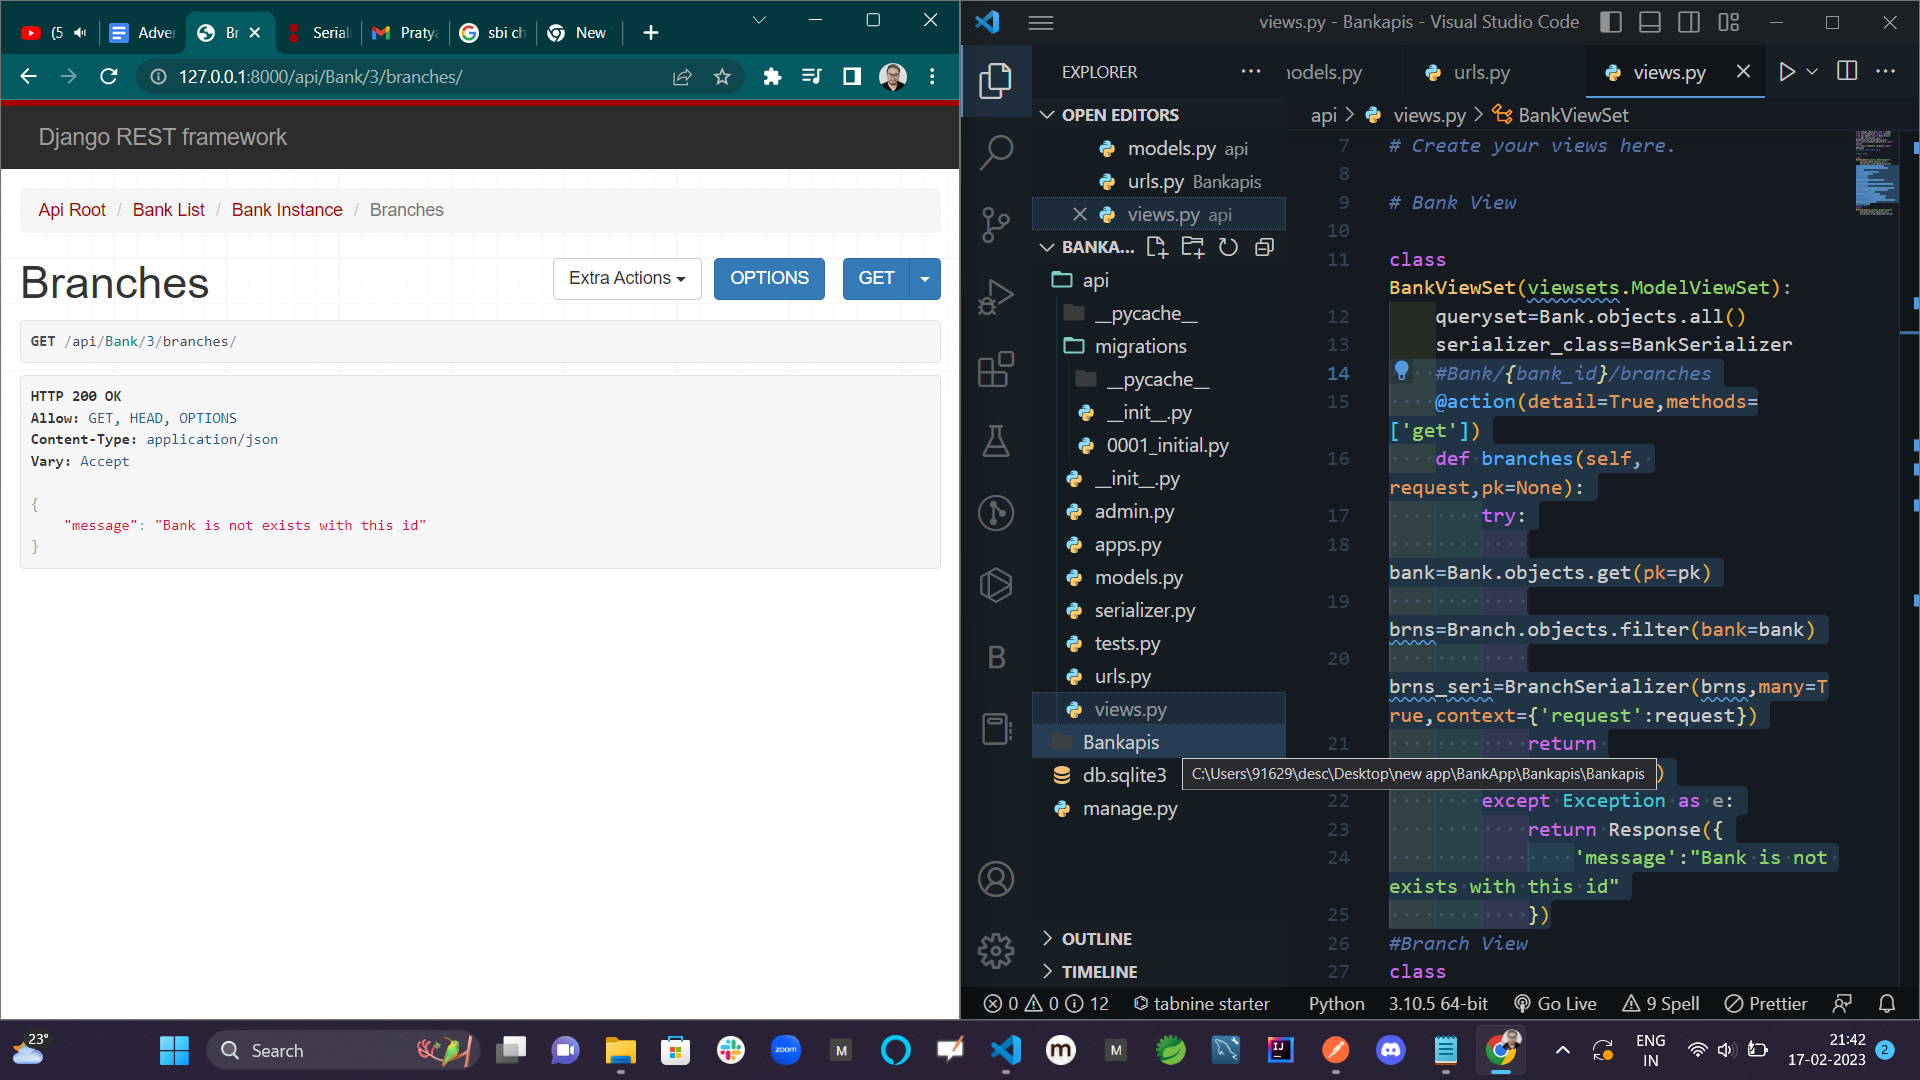 (5
Adver
Br
Serial
Pratya
sbi ch
New
127.0.0.1:8000/api/Bank/3/branches/
Django REST framework
Api Root / Bank List / Bank Instance / Branches
Branches
Extra Actions
OPTIONS
GET
GET /api/Bank/3/branches/
HTTP 200 OK
Allow: GET, HEAD, OPTIONS
Content-Type: application/json
Vary: Accept
{
"message": "Bank is not exists with this id"
}
views.py - Bankapis - Visual Studio Code
EXPLORER
OPEN EDITORS
models.py api
urls.py Bankapis
views.py api
BANKA...
api
__pycache__
migrations
__pycache__
__init__.py
0001_initial.py
__init__.py
admin.py
apps.py
models.py
serializer.py
tests.py
urls.py
views.py
Bankapis
db.sqlite3
manage.py
C:\Users\91629\desc\Desktop\new app\BankApp\Bankapis\Bankapis
OUTLINE
TIMELINE
odels.py
urls.py
views.py
api > views.py > BankViewSet
7 # Create your views here.
8
9 # Bank View
10
11 class
BankViewSet(viewsets.ModelViewSet):
12 queryset=Bank.objects.all()
13 serializer_class=BankSerializer
14 #Bank/{bank_id}/branches
15 @action(detail=True,methods=
['get'])
16 def branches(self,
request,pk=None):
17 try:
18
bank=Bank.objects.get(pk=pk)
19
brns=Branch.objects.filter(bank=bank)
20
brns_seri=BranchSerializer(brns,many=T
rue,context={'request':request})
21 return
)
22 except Exception as e:
23 return Response({
24 'message':"Bank is not
exists with this id"
25 })
26 #Branch View
27 class
0 0 12
tabnine starter
Python
3.10.5 64-bit
Go Live
9 Spell
Prettier
23°
Search
zoom
M
m
M
IJ
ENG
IN
21:42
17-02-2023
2